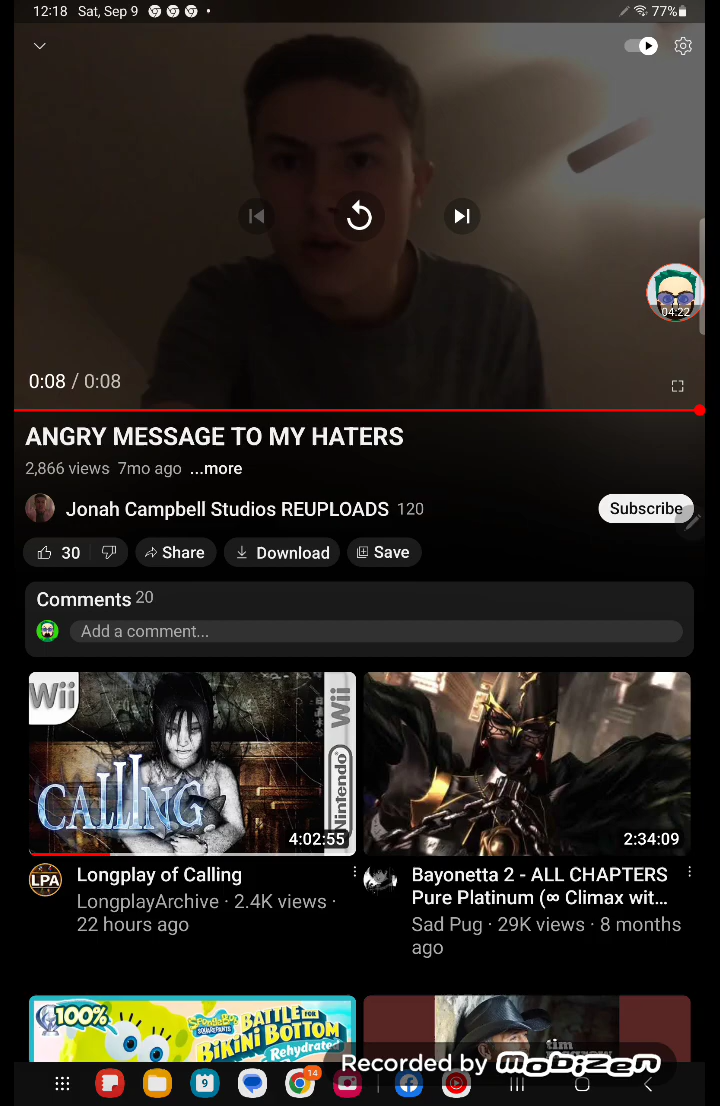 12:18 Sat, Sep 9
77%
04:22
0:08 / 0:08
ANGRY MESSAGE TO MY HATERS
2,866 views 7mo ago ...more
Jonah Campbell Studios REUPLOADS 120
Subscribe
30
Share
Download
Save
Comments 20
Add a comment...
Wii
Wii
CALLING
Nintendo
4:02:55
2:34:09
LPA
Longplay of Calling
LongplayArchive · 2.4K views ·
22 hours ago
Bayonetta 2 - ALL CHAPTERS
Pure Platinum (∞ Climax wit...
Sad Pug · 29K views · 8 months
ago
100%
SpongeBob
SQUAREPANTS
BATTLE FOR
BIKINI BOTTOM
Rehydrated
tim
Recorded by mobizen
9
14